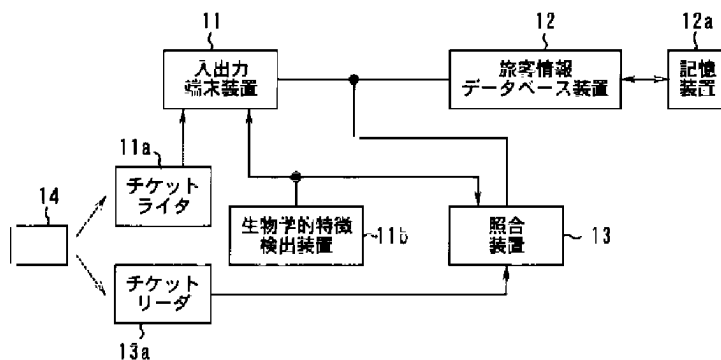 11
入出力
端末装置
12
旅客情報
データベース装置
12a
記憶
装置
11a
チケット
ライタ
14
生物学的特徴
検出装置
11b
照合
装置
13
チケット
リーダ
13a